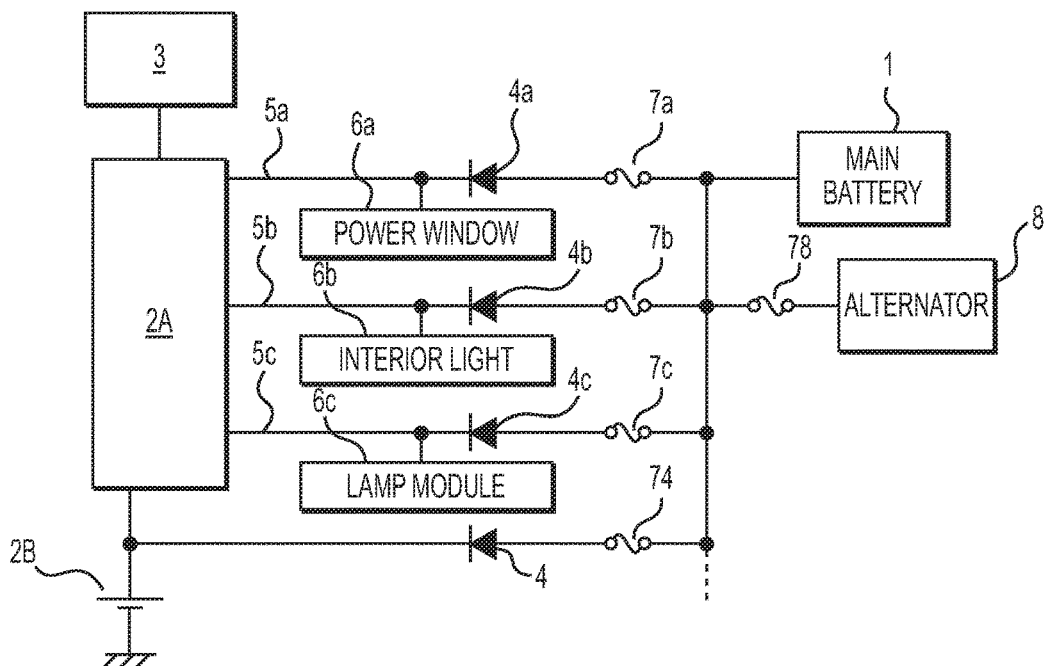 3
1
5a
6a
4a
7a
MAIN
BATTERY
POWER WINDOW
8
5b
6b
4b
7b
78
2A
ALTERNATOR
INTERIOR LIGHT
5c
6c
4c
7c
LAMP MODULE
74
2B
4